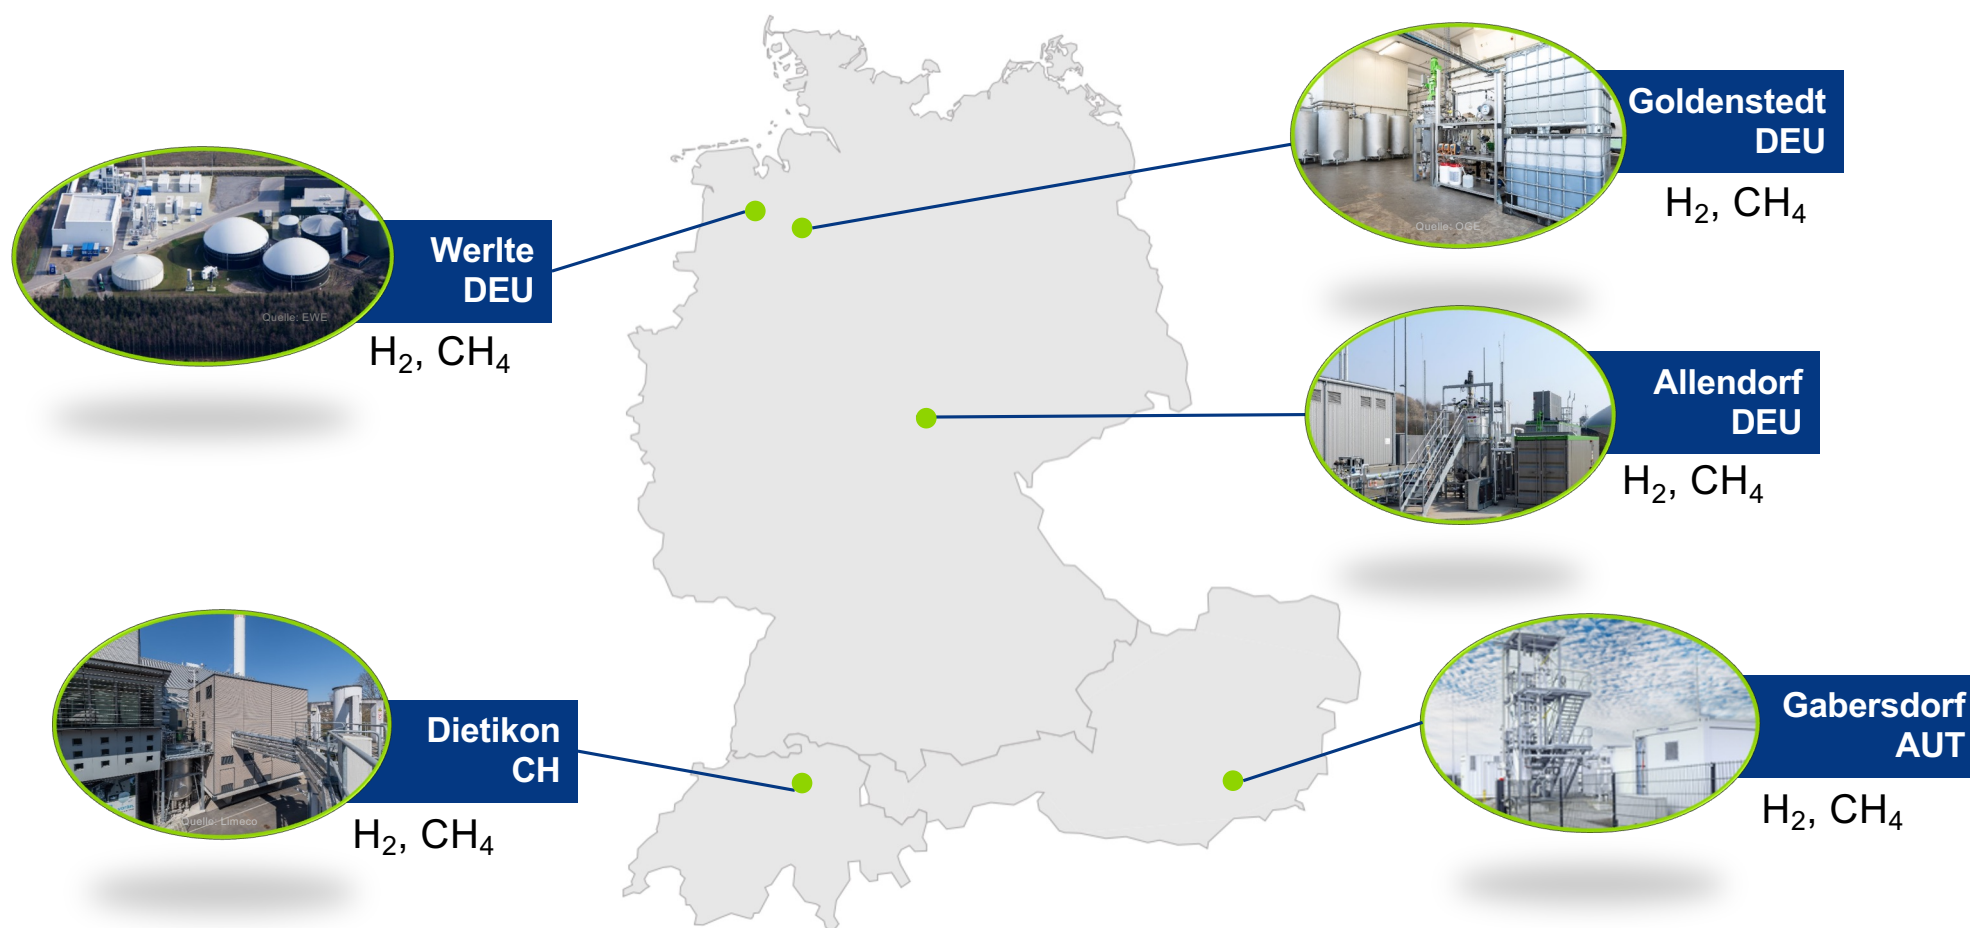 Goldenstedt
DEU
H₂, CH₄
Quelle: OGE
Werlte
DEU
Quelle: EWE
H₂, CH₄
Allendorf
DEU
H₂, CH₄
Dietikon
CH
Quelle: Limeco
H₂, CH₄
Gabersdorf
AUT
H₂, CH₄